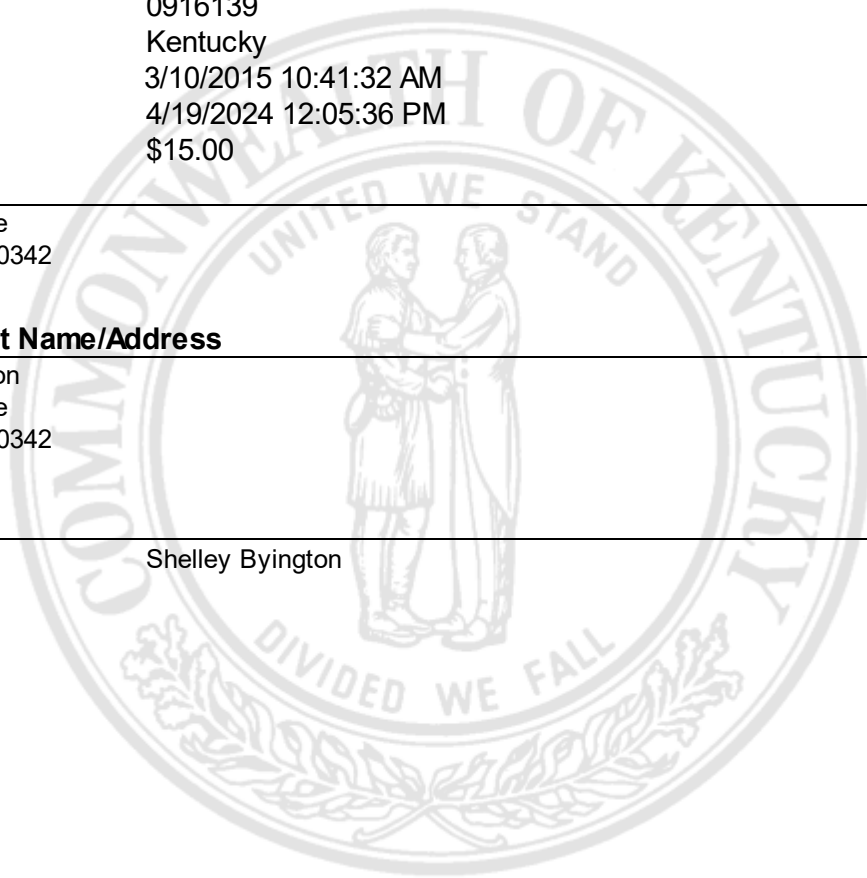 0916139
Kentucky
3/10/2015 10:41:32 AM
4/19/2024 12:05:36 PM
$15.00
e
0342
t Name/Address
on
e
0342
Shelley Byington
COMMONWEALTH OF KENTUCKY
UNITED WE STAND
DIVIDED WE FALL